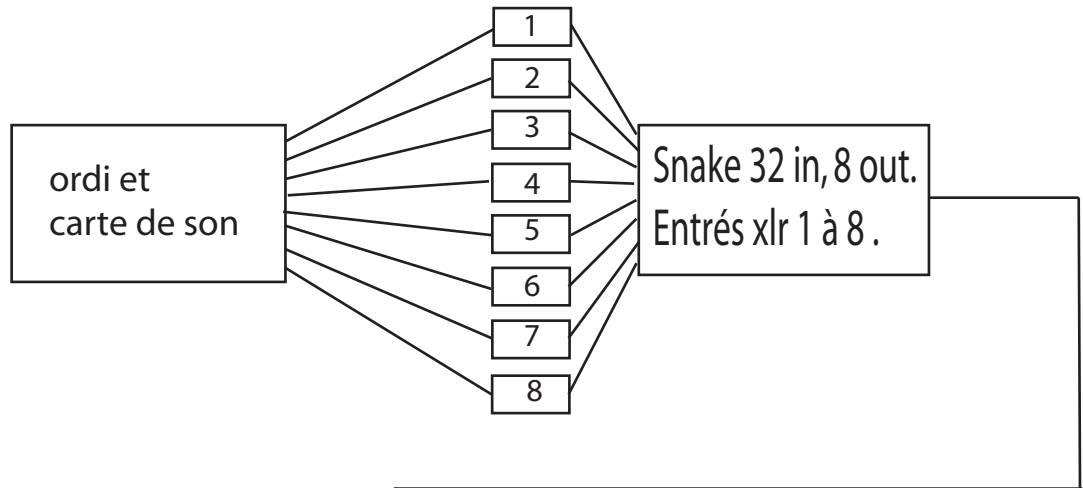 1
2
3
4
5
6
7
8
ordi et
carte de son
Snake 32 in, 8 out.
Entrés xlr 1 à 8 .